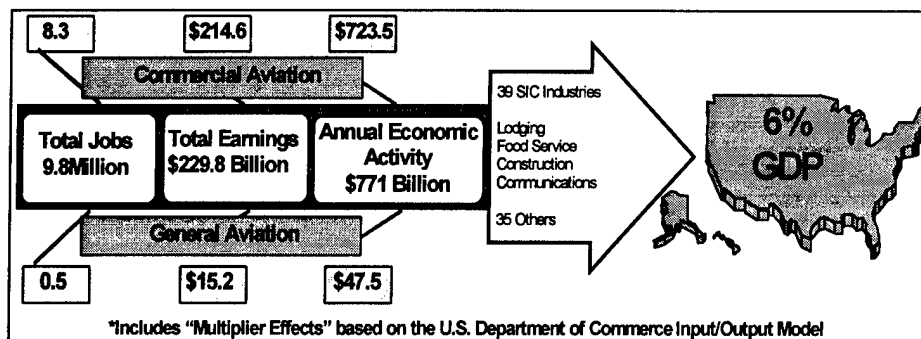 8.3 $214.6 $723.5
Commercial Aviation
Total Jobs
9.8Million
Total Earnings
$229.8 Billion
Annual Economic
Activity
$771 Billion
General Aviation
0.5 $15.2 $47.5
39 SIC Industries
Lodging
Food Service
Construction
Communications
35 Others
6%
GDP
*Includes "Multiplier Effects" based on the U.S. Department of Commerce Input/Output Model